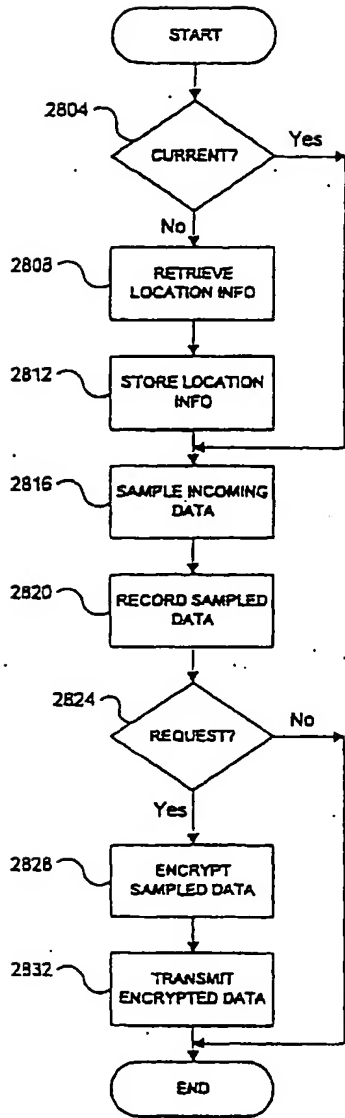 START
2804
CURRENT?
Yes
No
2808
RETRIEVE
LOCATION INFO
2812
STORE LOCATION
INFO
2816
SAMPLE INCOMING
DATA
2820
RECORD SAMPLED
DATA
2824
REQUEST?
No
Yes
2828
ENCRYPT
SAMPLED DATA
2832
TRANSMIT
ENCRYPTED DATA
END